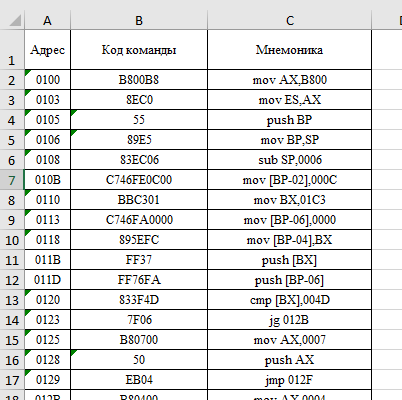 A B C
1 Адрес Код команды Мнемоника
2 0100 B800B8 mov AX,B800
3 0103 8EC0 mov ES,AX
4 0105 55 push BP
5 0106 89E5 mov BP,SP
6 0108 83EC06 sub SP,0006
7 010B C746FE0C00 mov [BP-02],000C
8 0110 BBC301 mov BX,01C3
9 0113 C746FA0000 mov [BP-06],0000
10 0118 895EFC mov [BP-04],BX
11 011B FF37 push [BX]
12 011D FF76FA push [BP-06]
13 0120 833F4D cmp [BX],004D
14 0123 7F06 jg 012B
15 0125 B80700 mov AX,0007
16 0128 50 push AX
17 0129 EB04 jmp 012F
18 012B B80400 mov AX,0004